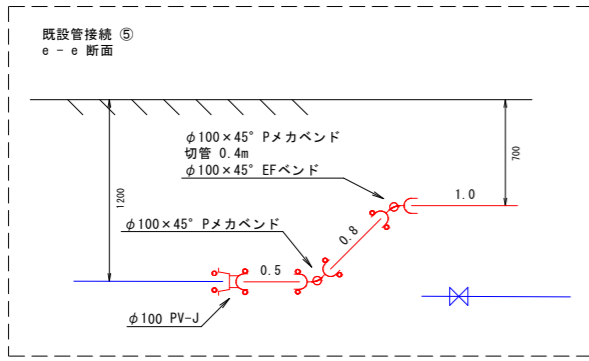 既設管接続 ⑤
e - e 断面
φ100×45° Pメカベンド
切管 0.4m
φ100×45° EFベンド
700
1200
1.0
φ100×45° Pメカベンド
0.8
0.5
φ100 PV-J